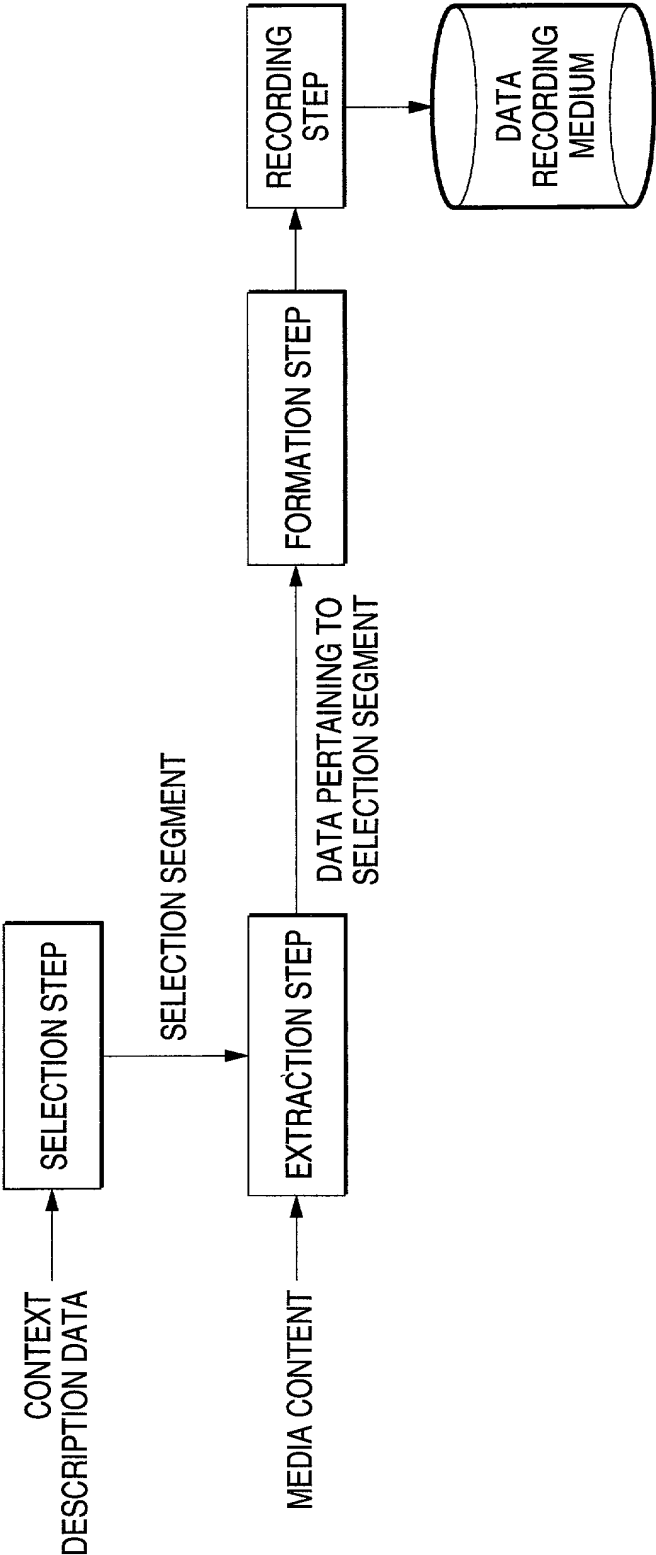 CONTEXT
DESCRIPTION DATA
SELECTION STEP
SELECTION SEGMENT
MEDIA CONTENT
EXTRACTION STEP
DATA PERTAINING TO
SELECTION SEGMENT
FORMATION STEP
RECORDING
STEP
DATA
RECORDING
MEDIUM